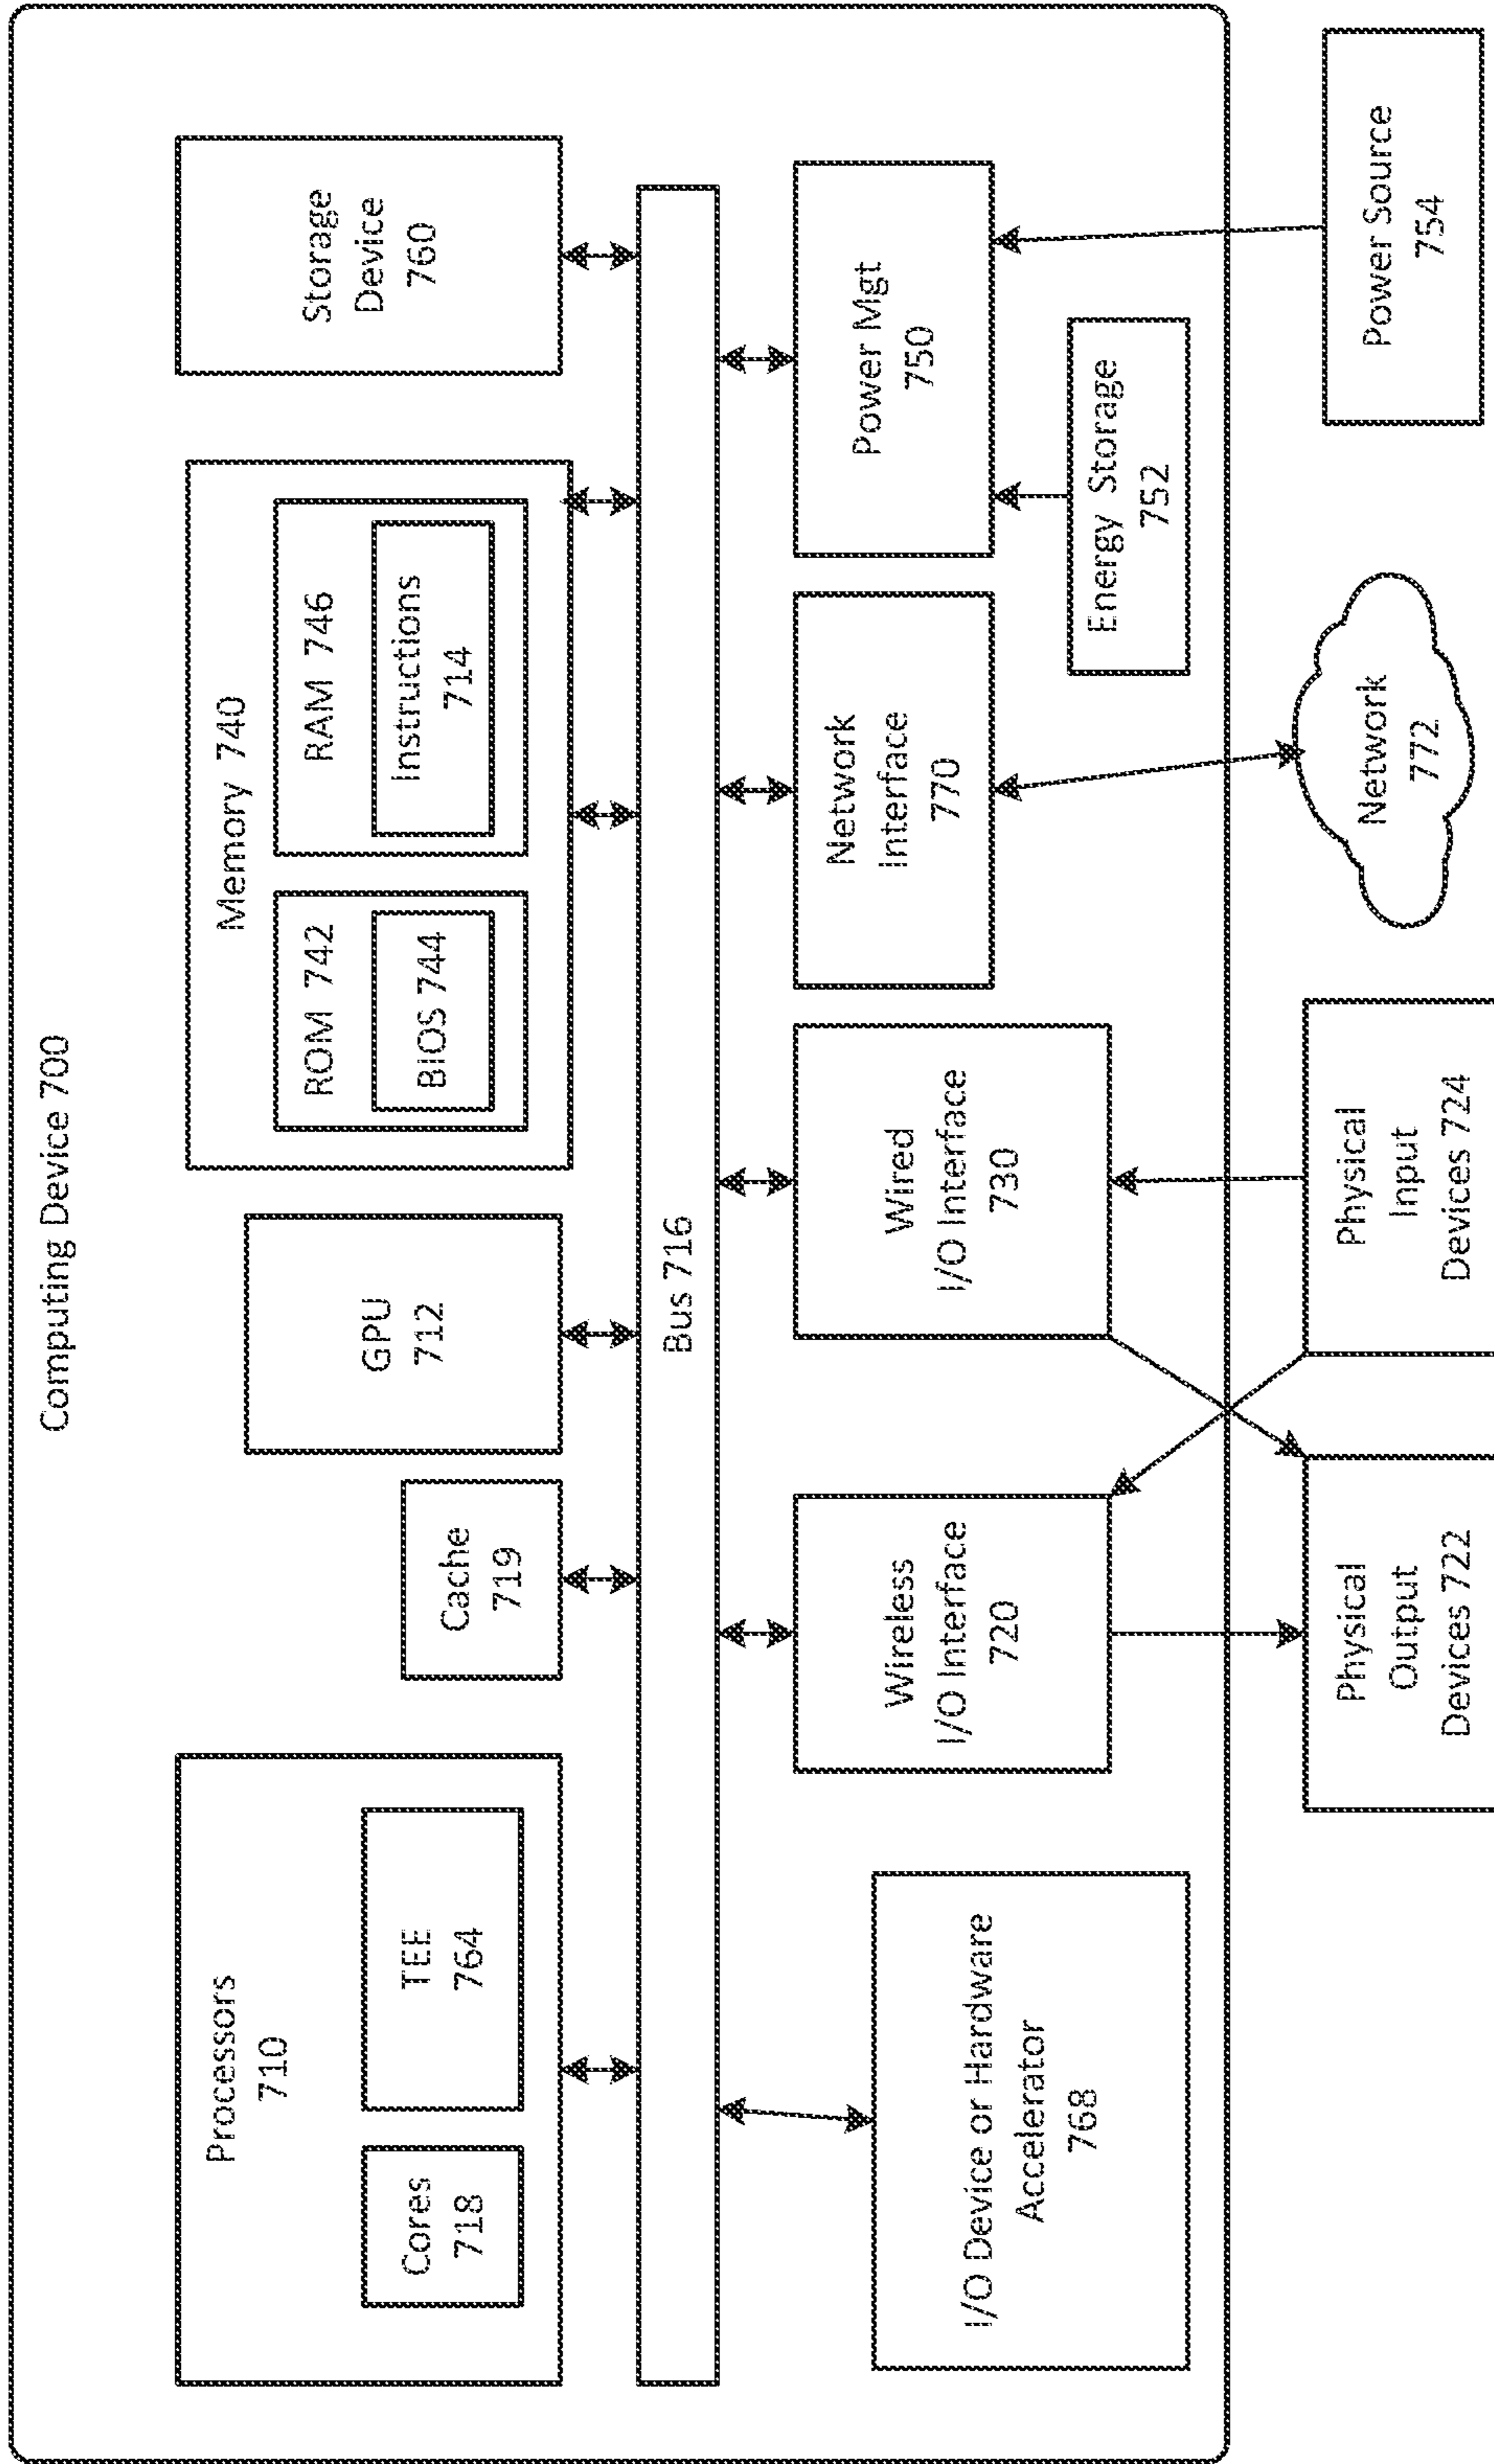 Computing Device 700
Processors
710
Cores
718
TEE
764
Cache
719
GPU
712
Memory 740
ROM 742
BIOS 744
RAM 746
Instructions
714
Storage
Device
760
Bus 716
I/O Device or Hardware
Accelerator
768
Wireless
I/O Interface
720
Wired
I/O Interface
730
Network
Interface
770
Power Mgt
750
Energy Storage
752
Physical
Output
Devices 722
Physical
Input
Devices 724
Network
772
Power Source
754